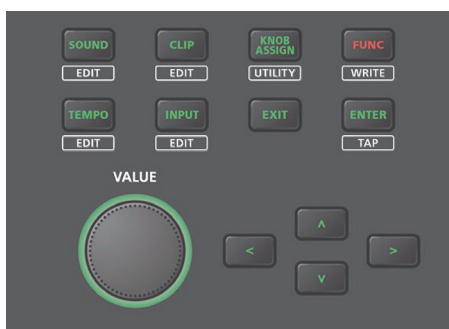 SOUND CLIP KNOB ASSIGN FUNC
EDIT EDIT UTILITY WRITE
TEMPO INPUT EXIT ENTER
EDIT EDIT TAP
VALUE
<
∧
∨
>